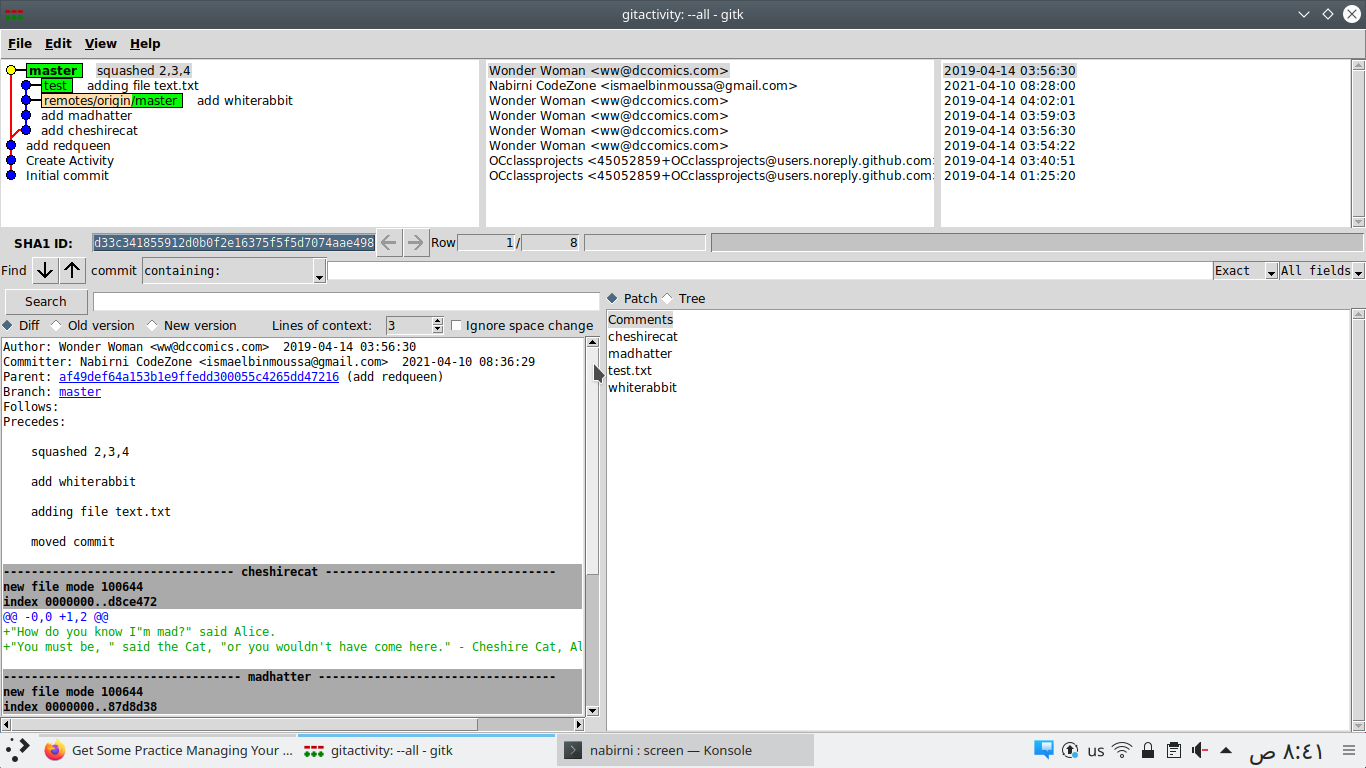 gitactivity: --all - gitk
File Edit View Help
master squashed 2,3,4 Wonder Woman <ww@dccomics.com> 2019-04-14 03:56:30
test adding file text.txt Nabirni CodeZone <ismaelbinmoussa@gmail.com> 2021-04-10 08:28:00
remotes/origin/master add whiterabbit Wonder Woman <ww@dccomics.com> 2019-04-14 04:02:01
add madhatter Wonder Woman <ww@dccomics.com> 2019-04-14 03:59:03
add cheshirecat Wonder Woman <ww@dccomics.com> 2019-04-14 03:56:30
add redqueen Wonder Woman <ww@dccomics.com> 2019-04-14 03:54:22
Create Activity OCclassprojects <45052859+OCclassprojects@users.noreply.github.com> 2019-04-14 03:40:51
Initial commit OCclassprojects <45052859+OCclassprojects@users.noreply.github.com> 2019-04-14 01:25:20
SHA1 ID: d33c341855912d0b0f2e16375f5f5d7074aae498 Row 1 / 8
Find commit containing: Exact All fields
Search
Patch Tree
Diff Old version New version Lines of context: 3 Ignore space change
Comments
cheshirecat
madhatter
test.txt
whiterabbit
Author: Wonder Woman <ww@dccomics.com> 2019-04-14 03:56:30
Committer: Nabirni CodeZone <ismaelbinmoussa@gmail.com> 2021-04-10 08:36:29
Parent: af49def64a153b1e9ffedd300055c4265dd47216 (add redqueen)
Branch: master
Follows:
Precedes:
squashed 2,3,4
add whiterabbit
adding file text.txt
moved commit
--------------------------------- cheshirecat ---------------------------------
new file mode 100644
index 0000000..d8ce472
@@ -0,0 +1,2 @@
+"How do you know I"m mad?" said Alice.
+"You must be, " said the Cat, "or you wouldn't have come here." - Cheshire Cat, Al
---------------------------------- madhatter ----------------------------------
new file mode 100644
index 0000000..87d8d38
Get Some Practice Managing Your ... gitactivity: --all - gitk nabirni : screen — Konsole us ٨:٤١ ص